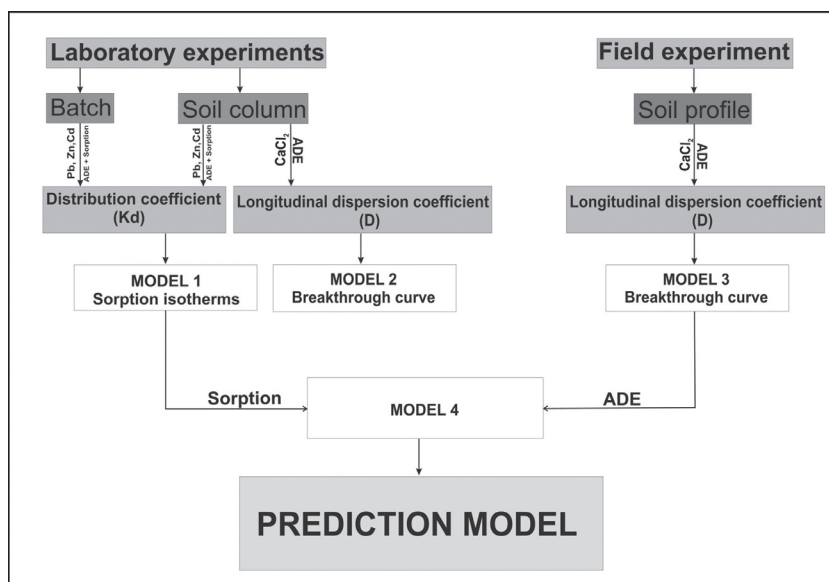 Laboratory experiments
Field experiment
Batch
Soil column
Soil profile
Pb, Zn,Cd
ADE + Sorption
Pb, Zn,Cd
ADE + Sorption
CaCl₂
ADE
CaCl₂
ADE
Distribution coefficient
(Kd)
Longitudinal dispersion coefficient
(D)
Longitudinal dispersion coefficient
(D)
MODEL 1
Sorption isotherms
MODEL 2
Breakthrough curve
MODEL 3
Breakthrough curve
Sorption
MODEL 4
ADE
PREDICTION MODEL